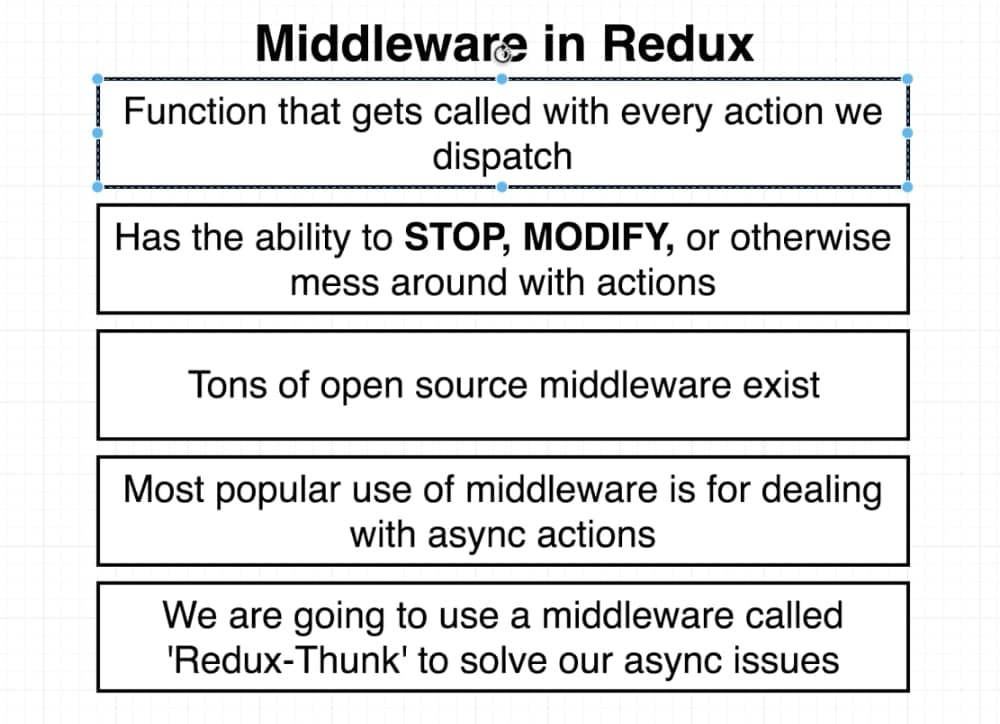 Middleware in Redux
Function that gets called with every action we
dispatch
Has the ability to STOP, MODIFY, or otherwise
mess around with actions
Tons of open source middleware exist
Most popular use of middleware is for dealing
with async actions
We are going to use a middleware called
'Redux-Thunk' to solve our async issues